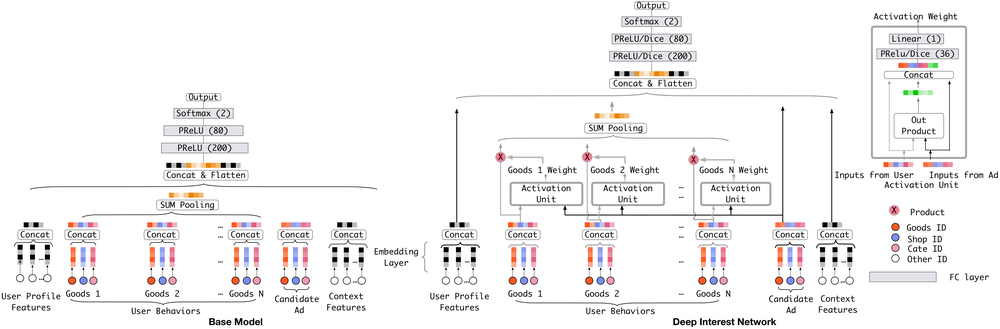 Output
Softmax (2)
PReLU (80)
PReLU (200)
Concat & Flatten
SUM Pooling
Concat
Concat
Concat
...
Concat
Concat
Concat
...
...
...
User Profile
Features
Goods 1
Goods 2
...
Goods N
Candidate
Ad
Context
Features
User Behaviors
Base Model
Output
Softmax (2)
PReLU/Dice (80)
PReLU/Dice (200)
Concat & Flatten
SUM Pooling
X
X
X
Goods 1 Weight
Goods 2 Weight
Goods N Weight
Activation
Unit
Activation
Unit
...
Activation
Unit
Embedding
Layer
Concat
Concat
Concat
...
Concat
Concat
Concat
...
...
...
User Profile
Features
Goods 1
Goods 2
...
Goods N
Candidate
Ad
Context
Features
User Behaviors
Deep Interest Network
Activation Weight
Linear (1)
PRelu/Dice (36)
Concat
Out
Product
Inputs from User
Inputs from Ad
Activation Unit
X
Product
Goods ID
Shop ID
Cate ID
Other ID
FC layer